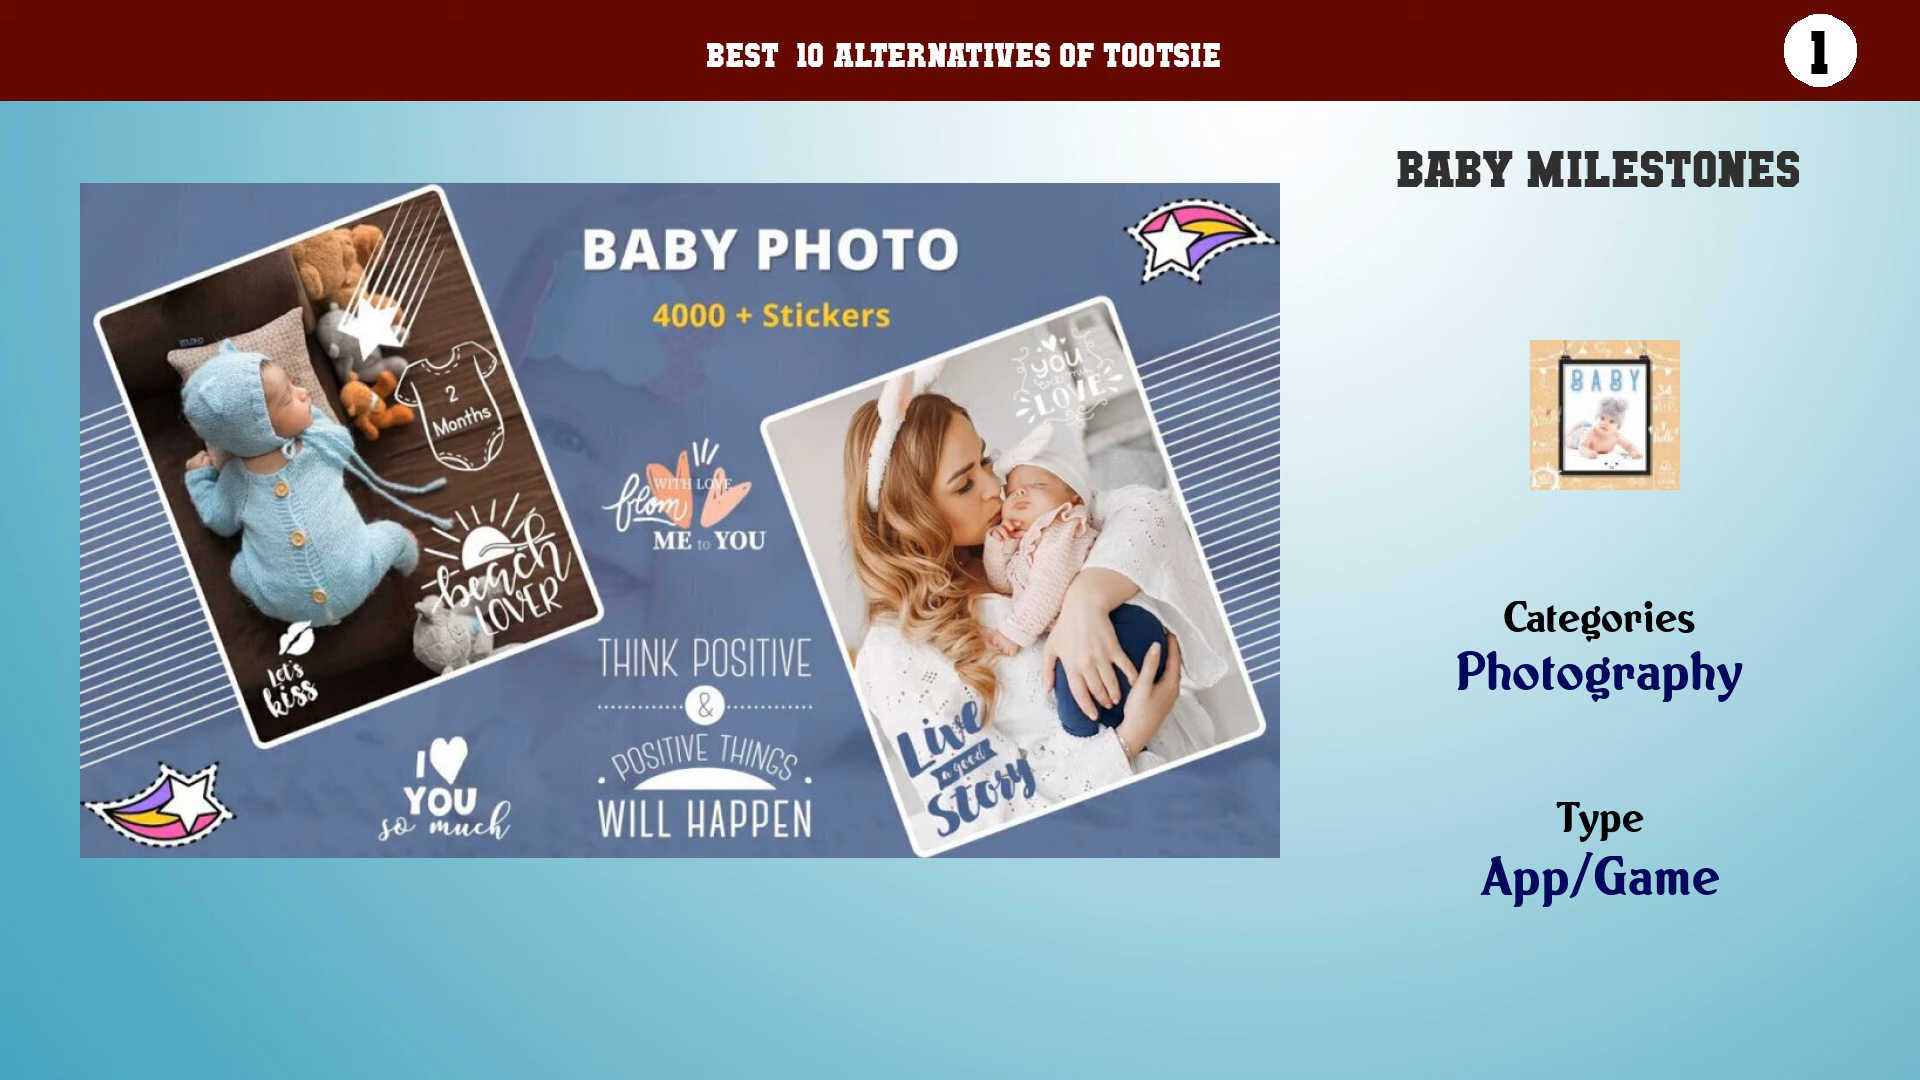 BEST 10 ALTERNATIVES OF TOOTSIE
1
BABY MILESTONES
BABY PHOTO
4000 + Stickers
2
Months
beach
LOVER
Let's
kiss
WITH LOVE
from
ME to YOU
THINK POSITIVE
&
POSITIVE THINGS
WILL HAPPEN
I
YOU
so much
you
LOVE
Live
a good
Story
BABY
34
Categories
Photography
Type
App/Game